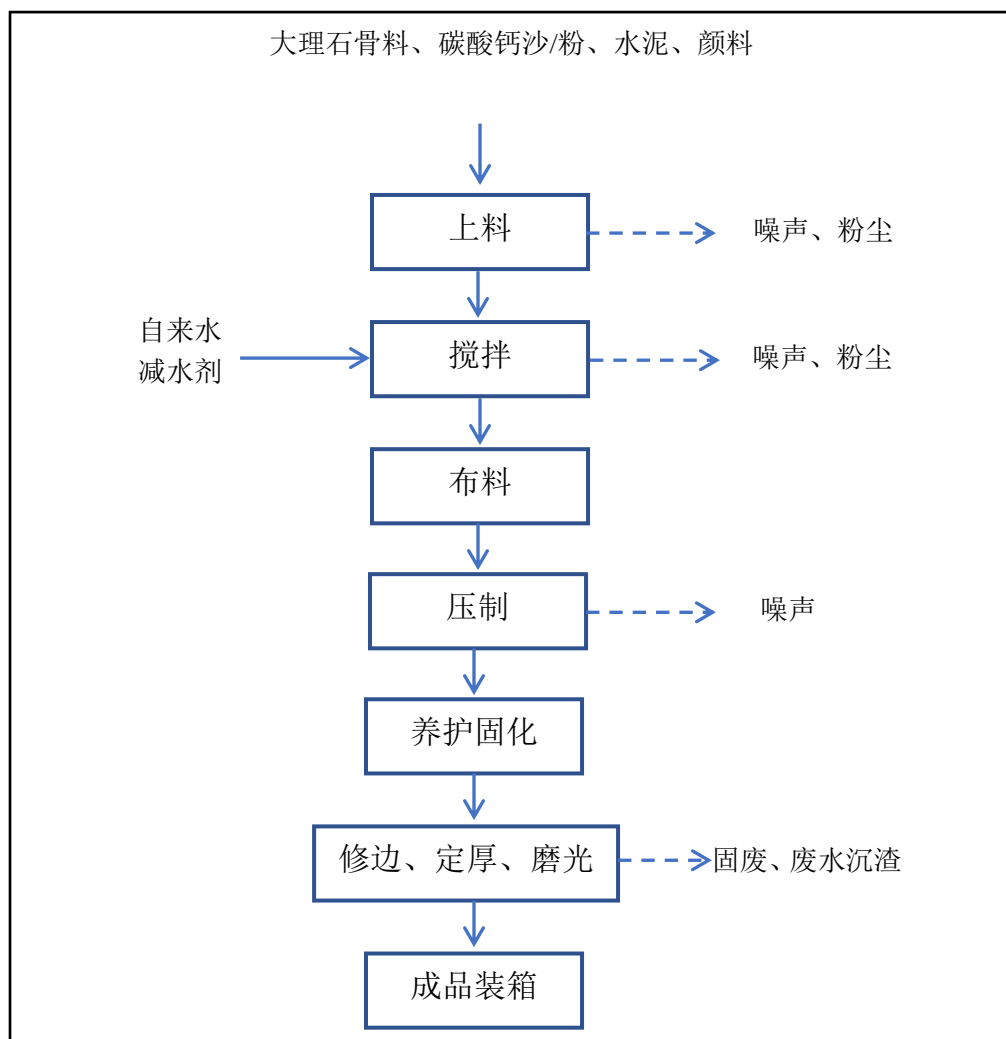 大理石骨料、碳酸钙沙/粉、水泥、颜料
上料
噪声、粉尘
自来水
减水剂
搅拌
噪声、粉尘
布料
压制
噪声
养护固化
修边、定厚、磨光
固废、废水沉渣
成品装箱